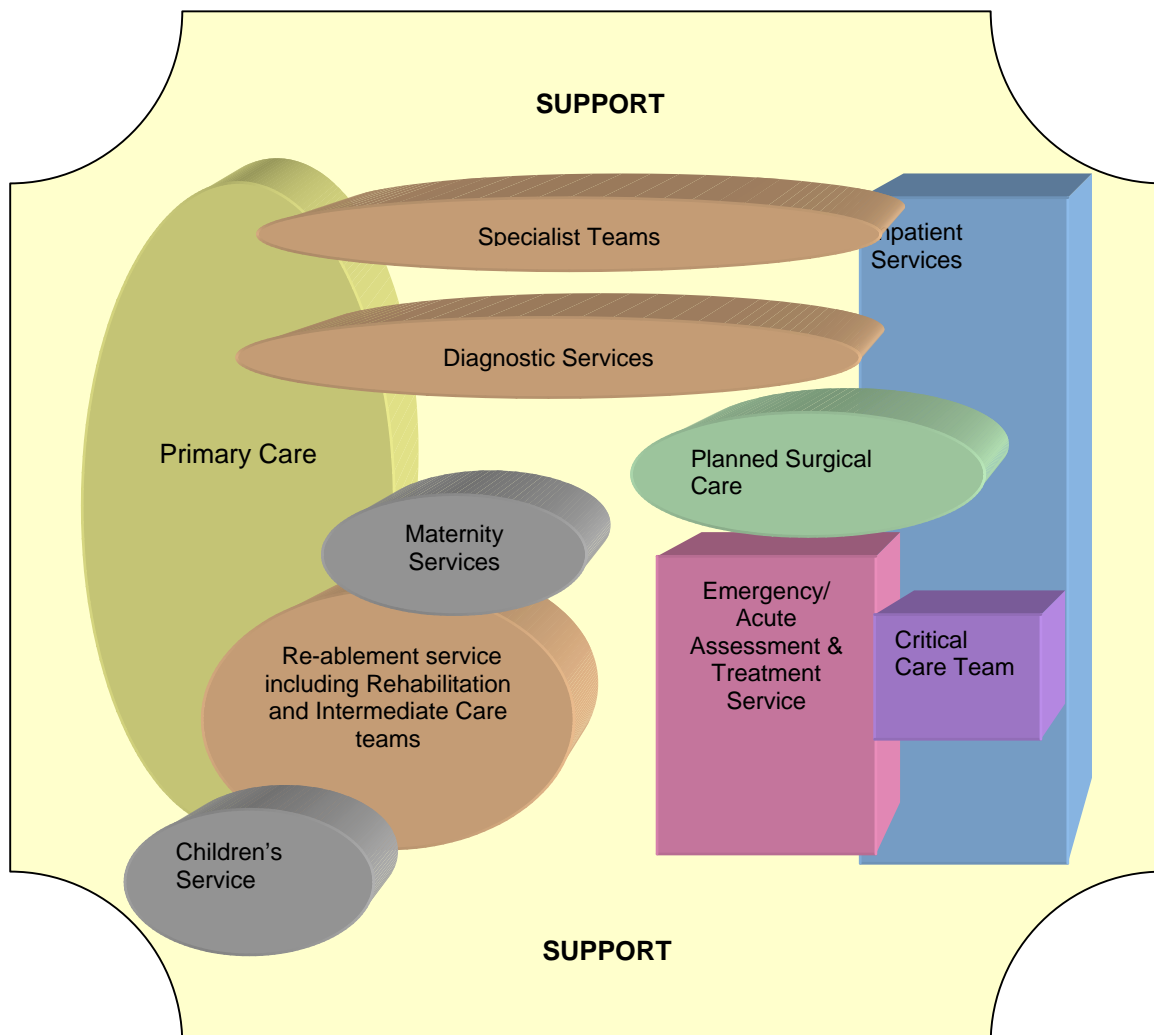 SUPPORT
Specialist Teams
Inpatient
Services
Diagnostic Services
Primary Care
Planned Surgical
Care
Maternity
Services
Emergency/
Acute
Assessment &
Treatment
Service
Critical
Care Team
Re-ablement service
including Rehabilitation
and Intermediate Care
teams
Children's
Service
SUPPORT